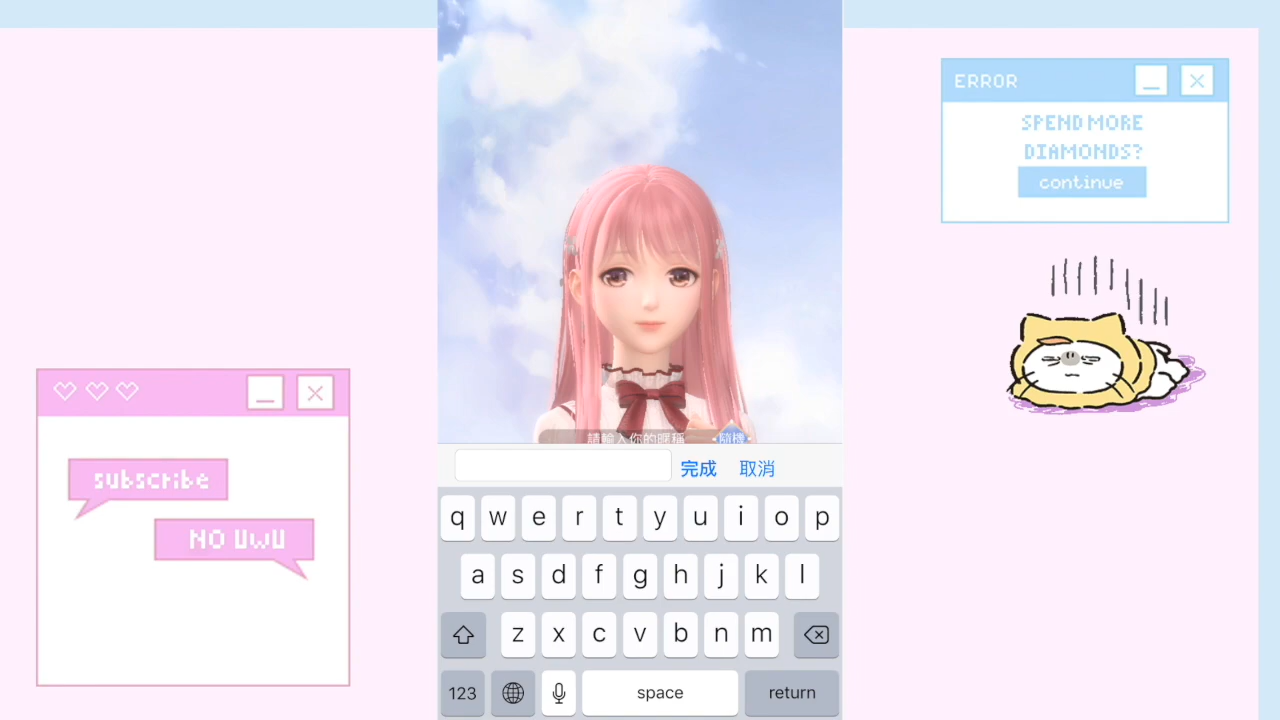 subscribe
NO UwU
請輸入你的暱稱
隨機
完成 取消
q w e r t y u i o p
a s d f g h j k l
z x c v b n m
123 space return
ERROR
SPEND MORE
DIAMONDS?
continue